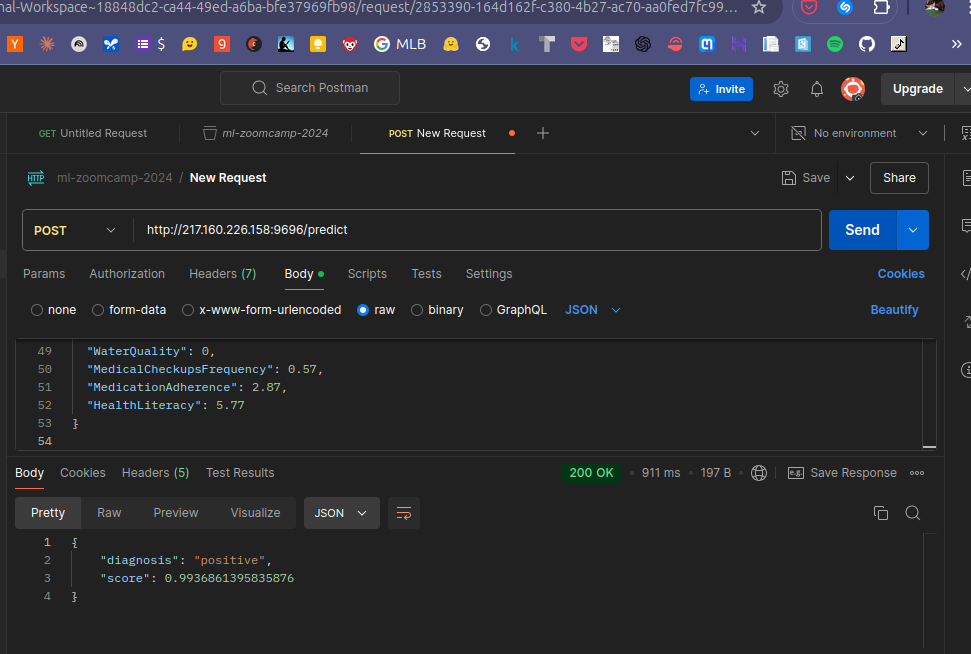 nal-Workspace~18848dc2-ca44-49ed-a6ba-bfe37969fb98/request/2853390-164d162f-c380-4b27-ac70-aa0fed7fc99...
Y $ 9 G MLB k T
Search Postman Invite Upgrade
GET Untitled Request ml-zoomcamp-2024 POST New Request + No environment
HTTP ml-zoomcamp-2024 / New Request Save Share
POST http://217.160.226.158:9696/predict Send
Params Authorization Headers (7) Body Scripts Tests Settings Cookies
none form-data x-www-form-urlencoded raw binary GraphQL JSON Beautify
49 "WaterQuality": 0,
50 "MedicalCheckupsFrequency": 0.57,
51 "MedicationAdherence": 2.87,
52 "HealthLiteracy": 5.77
53 }
54
Body Cookies Headers (5) Test Results 200 OK 911 ms 197 B e.g. Save Response
Pretty Raw Preview Visualize JSON
1 {
2 "diagnosis": "positive",
3 "score": 0.9936861395835876
4 }